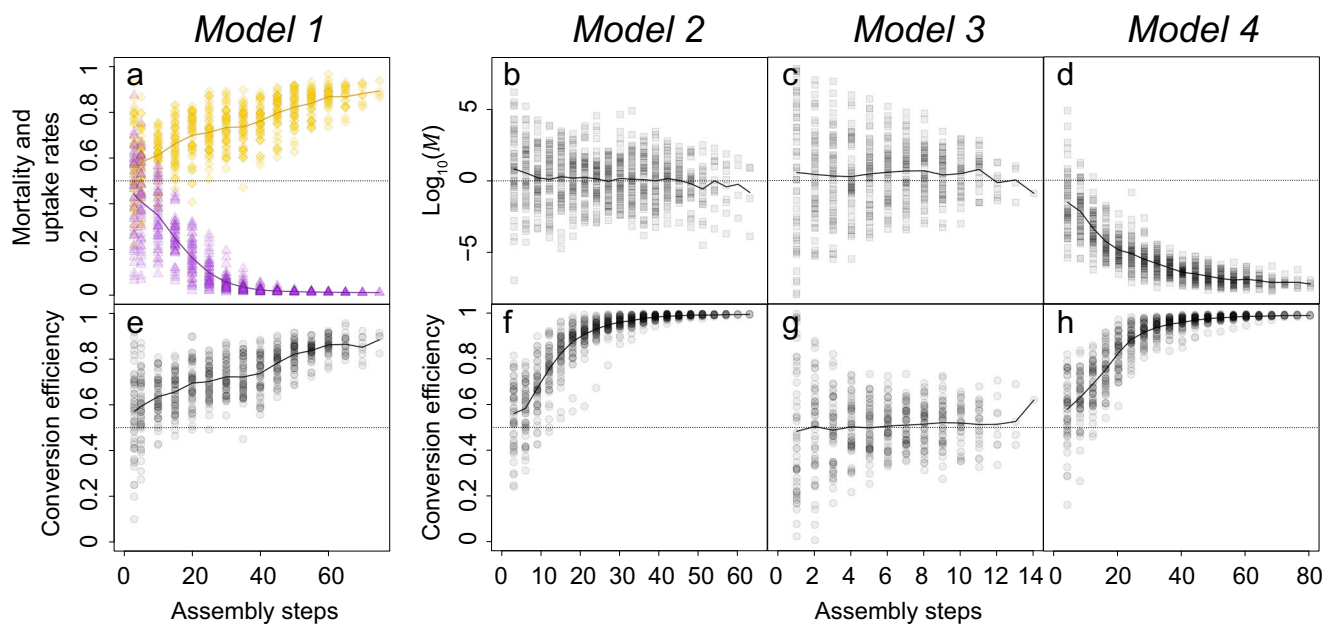 Model 1
Model 2
Model 3
Model 4
Mortality and
uptake rates
1
0.8
0.6
0.4
0.2
0
a
Log10(M)
5
0
−5
b
c
d
Conversion efficiency
1
0.8
0.6
0.4
0.2
0
e
0 20 40 60
Assembly steps
Conversion efficiency
1
0.8
0.6
0.4
0.2
0
f
0 10 20 30 40 50 60
g
0 2 4 6 8 10 12 14
h
0 20 40 60 80
Assembly steps